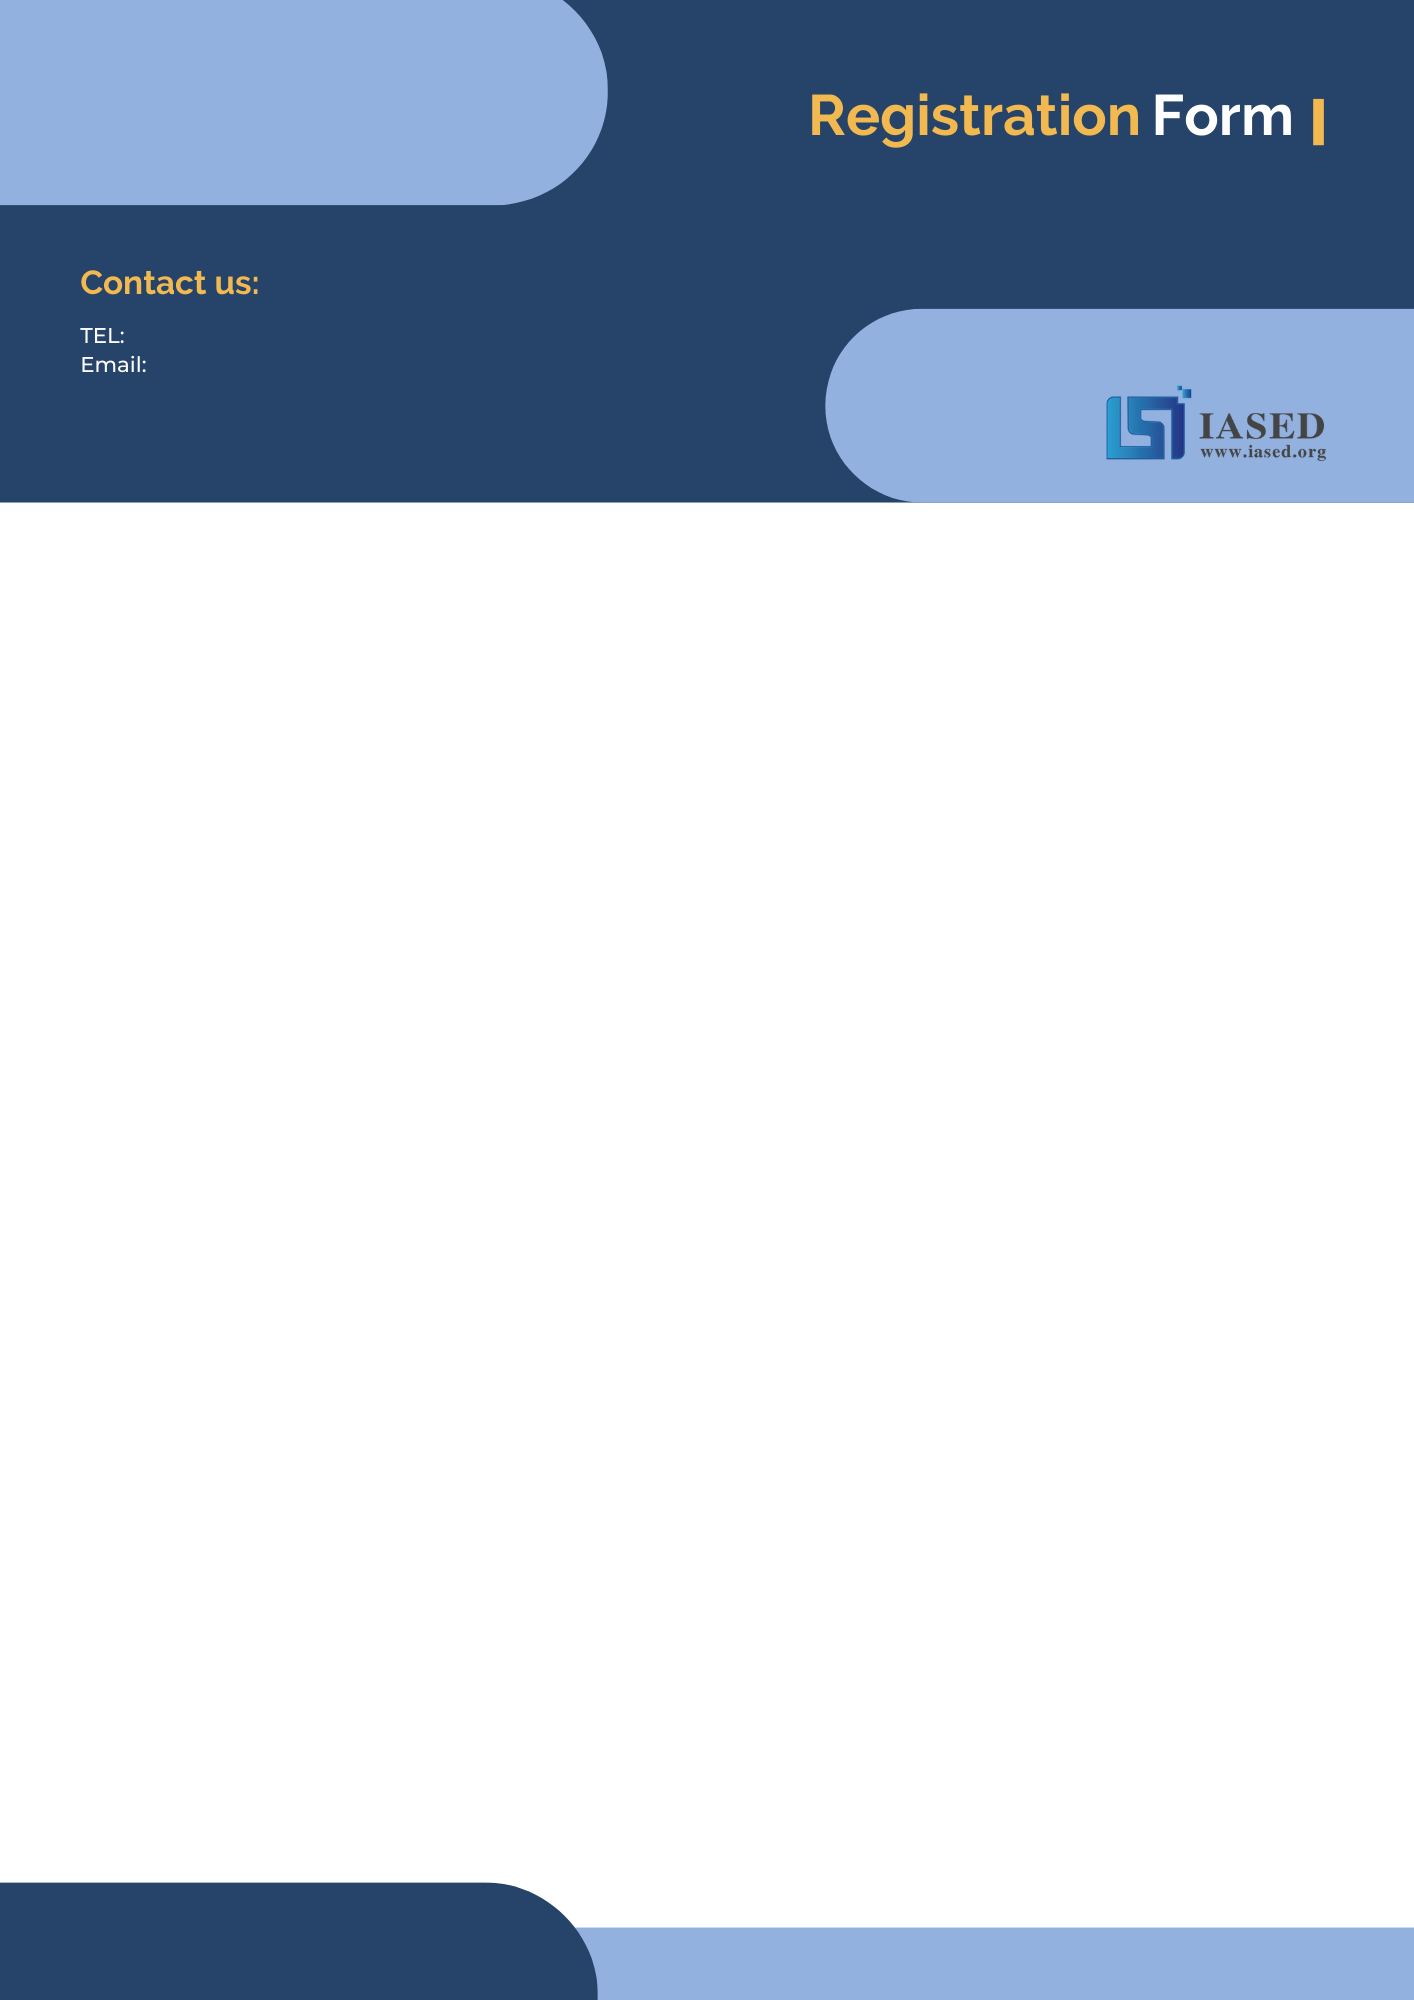 Registration Form
Contact us:
TEL:
Email:
IASED
www.iased.org